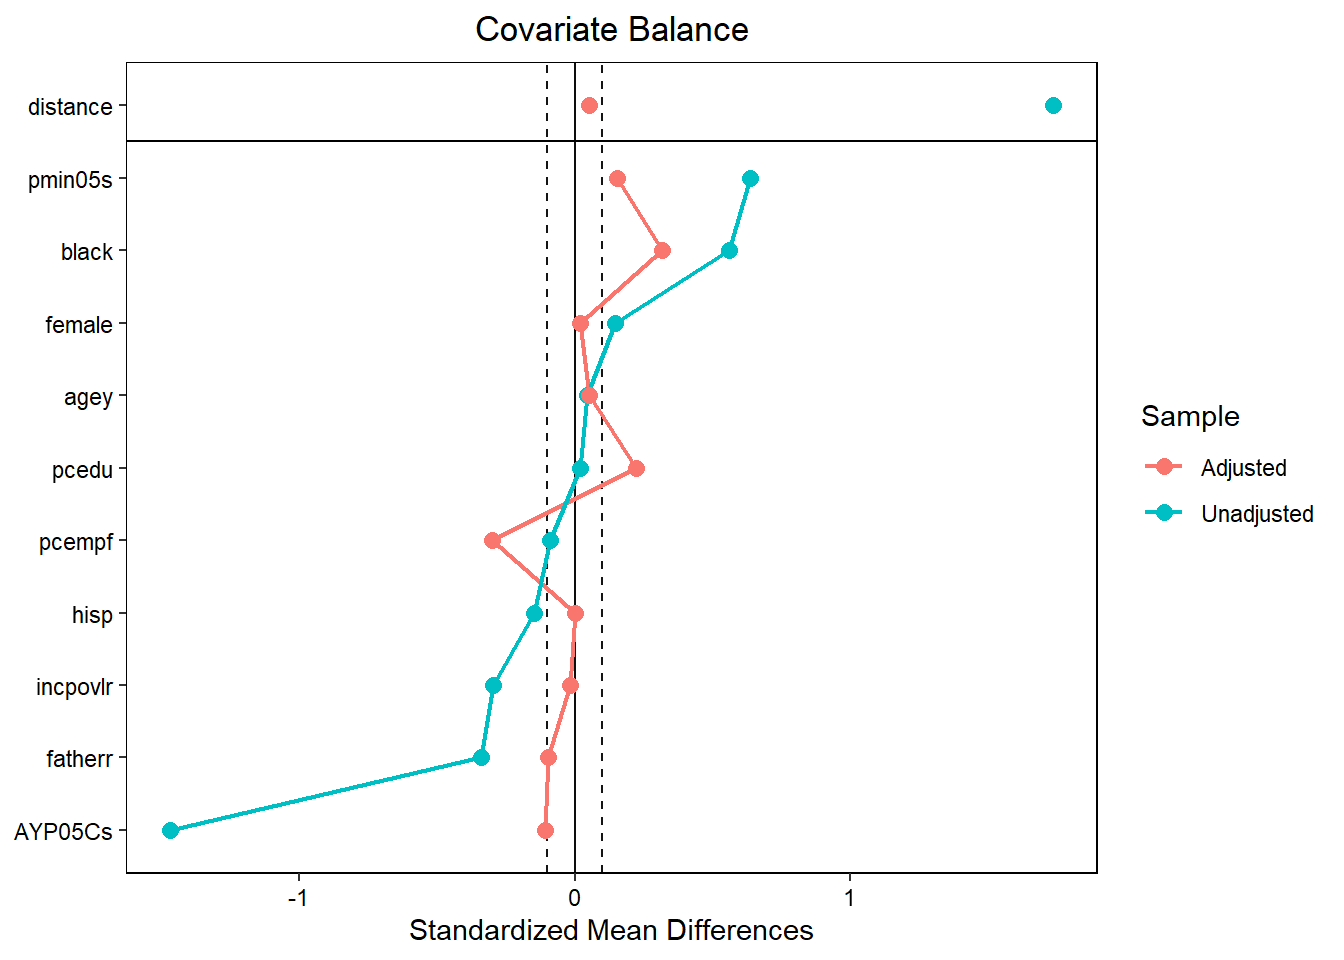 Covariate Balance
distance
pmin05s
black
female
agey
pcedu
pcempf
hisp
incpovlr
fatherr
AYP05Cs
-1
0
1
Standardized Mean Differences
Sample
Adjusted
Unadjusted